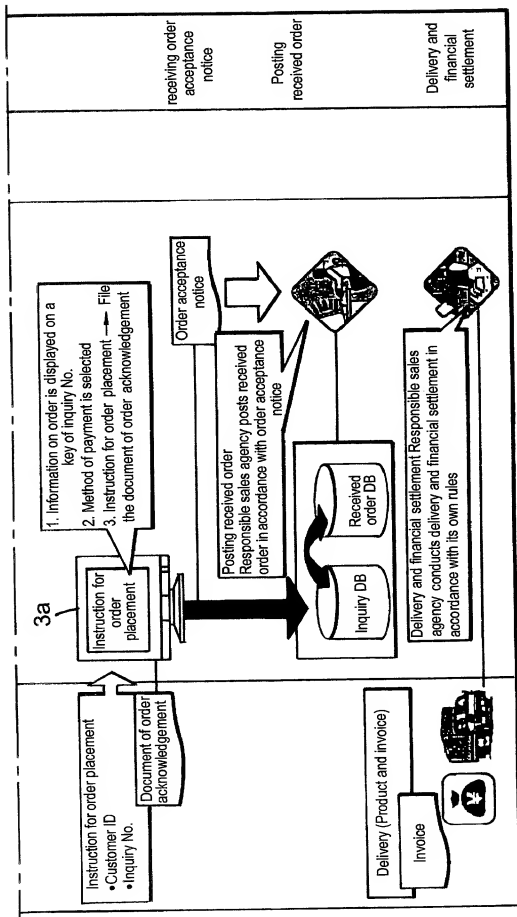 Instruction for order placement
•Customer ID
•Inquiry No.
Document of order
acknowledgement
3a
Instruction for
order
placement
1. Information on order is displayed on a
key of inquiry No.
2. Method of payment is selected
3. Instruction for order placement → File
the document of order acknowledgement
Order acceptance
notice
receiving order
acceptance
notice
Posting received order
Responsible sales agency posts received
order in accordance with order acceptance
notice
Posting
received
order
Inquiry DB
Received
order DB
Delivery (Product and invoice)
Invoice
¥
Delivery and financial settlement Responsible sales
agency conducts delivery and financial settlement in
accordance with its own rules
Delivery and
financial
settlement